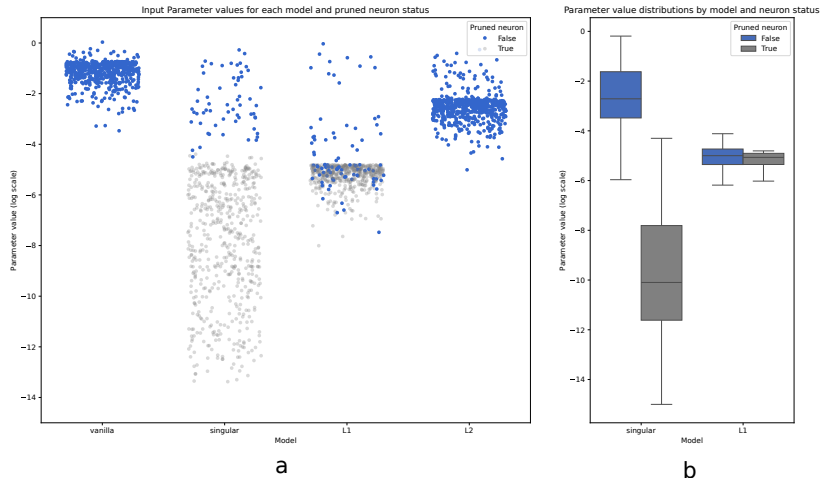 Input Parameter values for each model and pruned neuron status
Pruned neuron
False
True
Parameter value (log scale)
0
−2
−4
−6
−8
−10
−12
−14
vanilla
singular
L1
L2
Model
a
Parameter value distributions by model and neuron status
Pruned neuron
False
True
Parameter value (log scale)
0
−2
−4
−6
−8
−10
−12
−14
singular
L1
Model
b